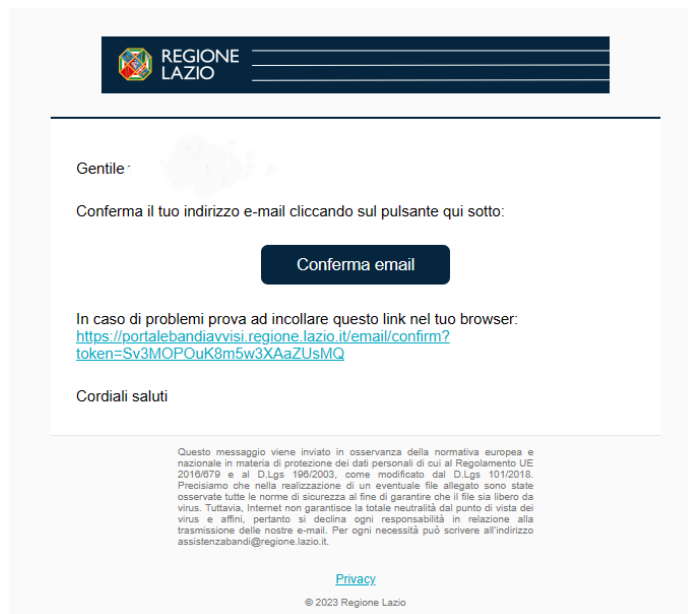 REGIONE
LAZIO
Gentile
Conferma il tuo indirizzo e-mail cliccando sul pulsante qui sotto:
Conferma email
In caso di problemi prova ad incollare questo link nel tuo browser:
https://portalebandiavvisi.regione.lazio.it/email/confirm?
token=Sv3MOPOuK8m5w3XAaZUsMQ
Cordiali saluti
Questo messaggio viene inviato in osservanza della normativa europea e
nazionale in materia di protezione dei dati personali di cui al Regolamento UE
2016/679 e al D.Lgs 196/2003, come modificato dal D.Lgs 101/2018.
Precisiamo che nella realizzazione di un eventuale file allegato sono state
osservate tutte le norme di sicurezza al fine di garantire che il file sia libero da
virus. Tuttavia, Internet non garantisce la totale neutralità dal punto di vista dei
virus e affini, pertanto si declina ogni responsabilità in relazione alla
trasmissione delle nostre e-mail. Per ogni necessità può scrivere all'indirizzo
assistenzabandi@regione.lazio.it.
Privacy
© 2023 Regione Lazio